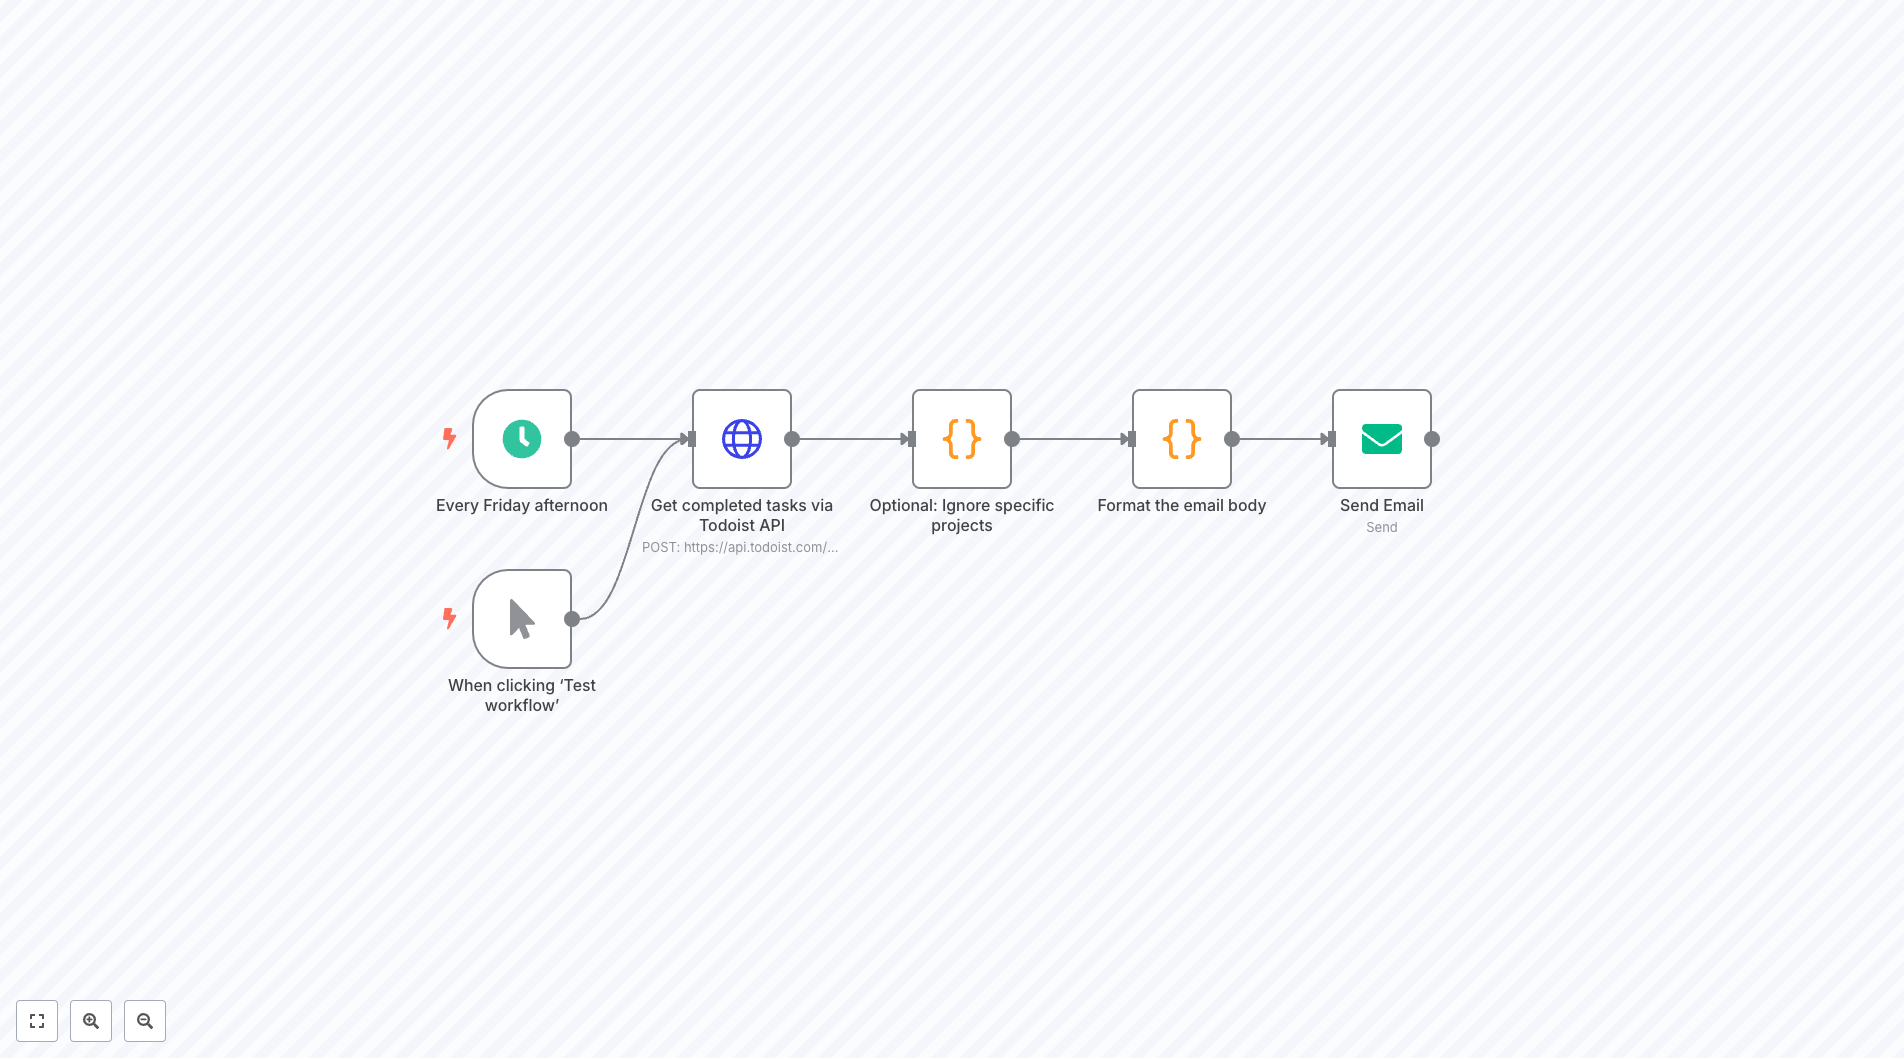 Every Friday afternoon
Get completed tasks via
Todoist API
POST: https://api.todoist.com/...
Optional: Ignore specific
projects
Format the email body
Send Email
Send
When clicking ‘Test
workflow’